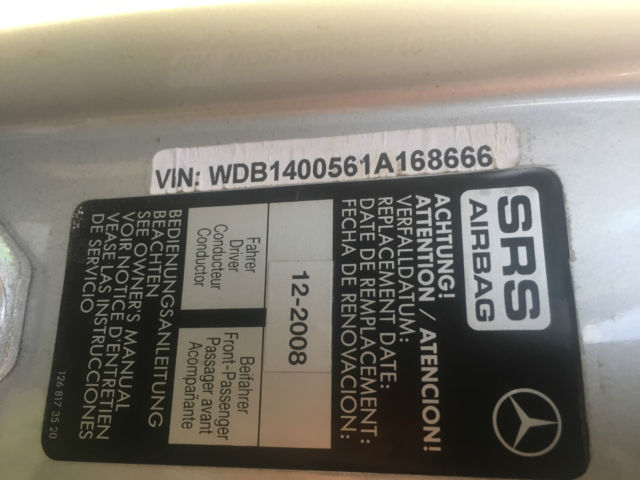 VIN: WDB1400561A168666
SRS
AIRBAG
ACHTUNG!
ATTENTION / ATENCION
VERFALLDATUM:
REPLACEMENT DATE:
DATE DE REMPLACEMENT:
FECHA DE RENOVACION:
12-2008
Fahrer
Driver
Conducteur
Conductor
Beifahrer
Front-Passenger
Passager avant
Acompañante
BEDIENUNGSANLEITUNG
BEACHTEN
SEE OWNER'S MANUAL
VOIR NOTICE D'ENTRETIEN
VEASE LAS INSTRUCCIONES
DE SERVICIO
126 817 35 20